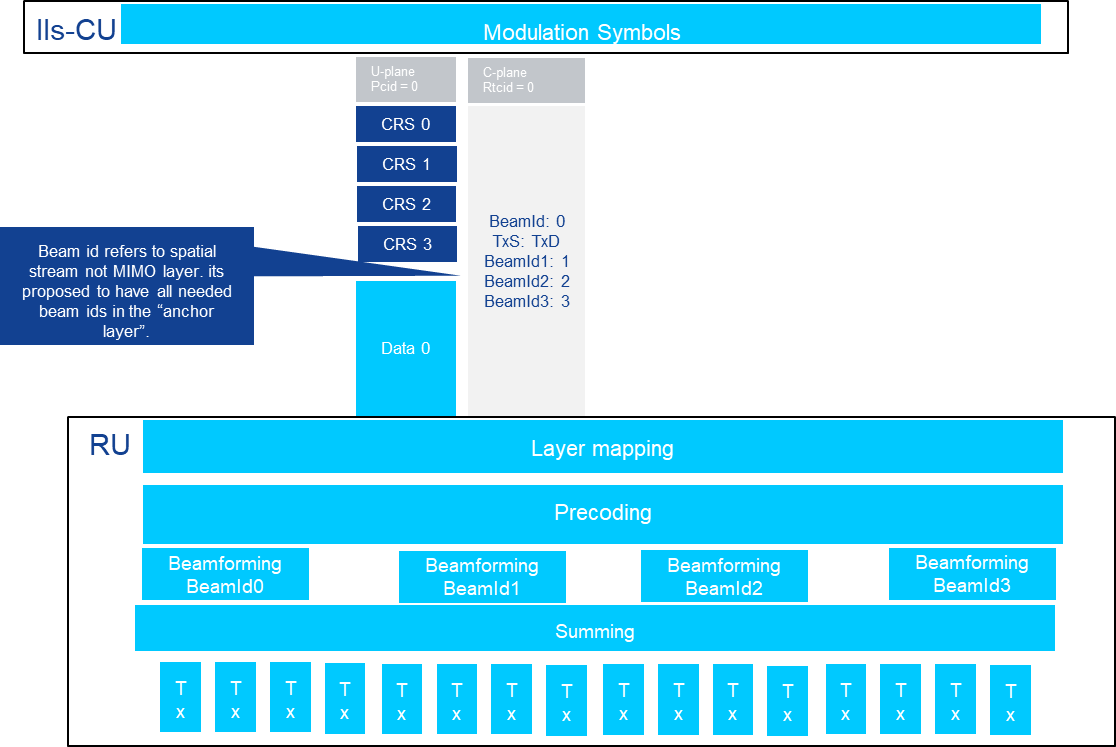 lls-CU
Modulation Symbols
U-plane
Pcid = 0
C-plane
Rtcid = 0
CRS 0
CRS 1
CRS 2
CRS 3
BeamId: 0
TxS: TxD
BeamId1: 1
BeamId2: 2
BeamId3: 3
Beam id refers to spatial
stream not MIMO layer. its
proposed to have all needed
beam ids in the “anchor
layer”.
Data 0
RU
Layer mapping
Precoding
Beamforming
BeamId0
Beamforming
BeamId1
Beamforming
BeamId2
Beamforming
BeamId3
Summing
T
x
T
x
T
x
T
x
T
x
T
x
T
x
T
x
T
x
T
x
T
x
T
x
T
x
T
x
T
x
T
x